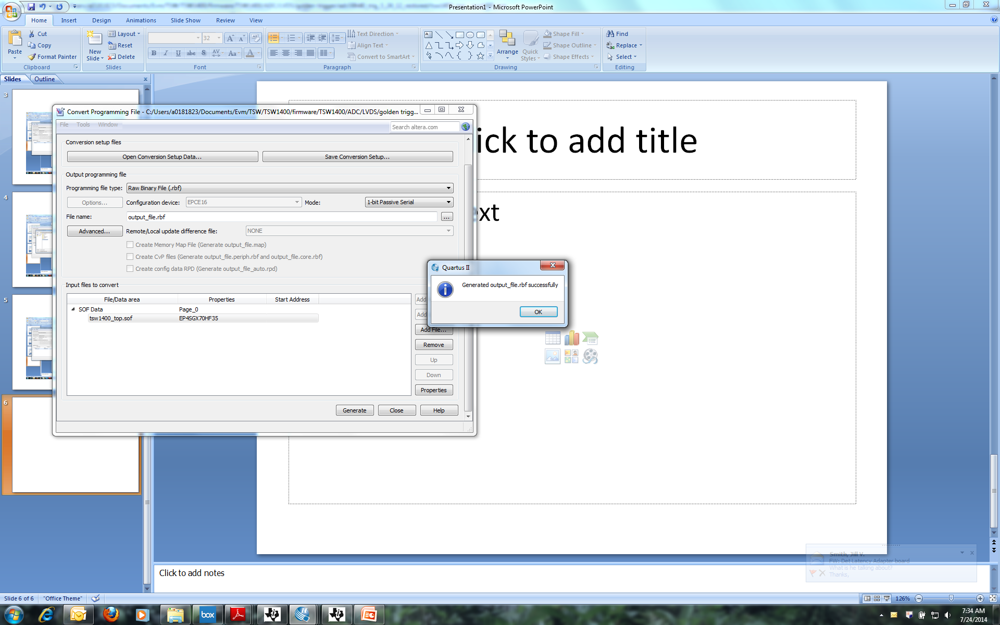 Presentation1 - Microsoft PowerPoint
Home Insert Design Animations Slide Show Review View
Paste
Cut
Copy
Format Painter
Clipboard
New Slide
Layout
Reset
Delete
Slides
32
B I U abc S AV Aa A
Font
Text Direction
Align Text
Convert to SmartArt
Paragraph
Arrange
Quick Styles
Shape Fill
Shape Outline
Shape Effects
Drawing
Find
Replace
Select
Editing
Slides Outline
3
4
5
6
Convert Programming File - C:/Users/a0181823/Documents/Evm/TSW/TSW1400/firmware/TSW1400/ADC/LVDS/golden trigg...
File Tools Window
Search altera.com
Conversion setup files
Open Conversion Setup Data...
Save Conversion Setup...
Output programming file
Programming file type: Raw Binary File (.rbf)
Options... Configuration device: EPCE16 Mode: 1-bit Passive Serial
File name: output_file.rbf ...
Advanced... Remote/Local update difference file: NONE
Create Memory Map File (Generate output_file.map)
Create CvP files (Generate output_file.periph.rbf and output_file.core.rbf)
Create config data RPD (Generate output_file_auto.rpd)
Input files to convert
File/Data area Properties Start Address
SOF Data Page_0
tsw1400_top.sof EP4SGX70HF35
Add
Add
Add File...
Remove
Up
Down
Properties
Generate Close Help
Quartus II
Generated output_file.rbf successfully
OK
ick to add title
ext
Click to add notes
Smith, Jill V.
FW: Det Latency Adapter board
What is he talking about?
Thanks,
Slide 6 of 6 "Office Theme" 126%
box
7:34 AM
7/24/2014